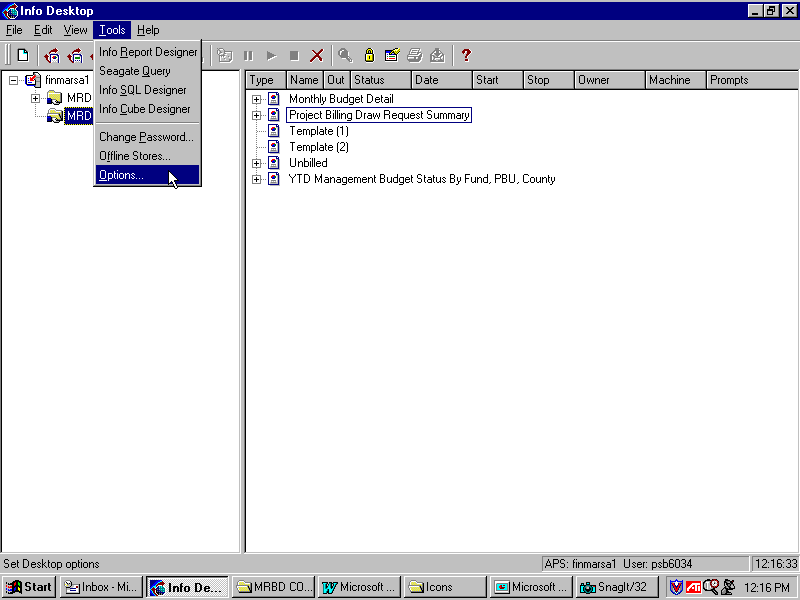 Info Desktop
File Edit View Tools Help
Info Report Designer
Seagate Query
Info SQL Designer
Info Cube Designer
Change Password...
Offline Stores...
Options...
finmarsa1
MRD
MRD
Type Name Out Status Date Start Stop Owner Machine Prompts
Monthly Budget Detail
Project Billing Draw Request Summary
Template (1)
Template (2)
Unbilled
YTD Management Budget Status By Fund, PBU, County
Set Desktop options APS: finmarsa1 User: psb6034 12:16:33
Start Inbox - Mi... Info De... MRBD CO... Microsoft ... Icons Microsoft ... SnagIt/32 12:16 PM